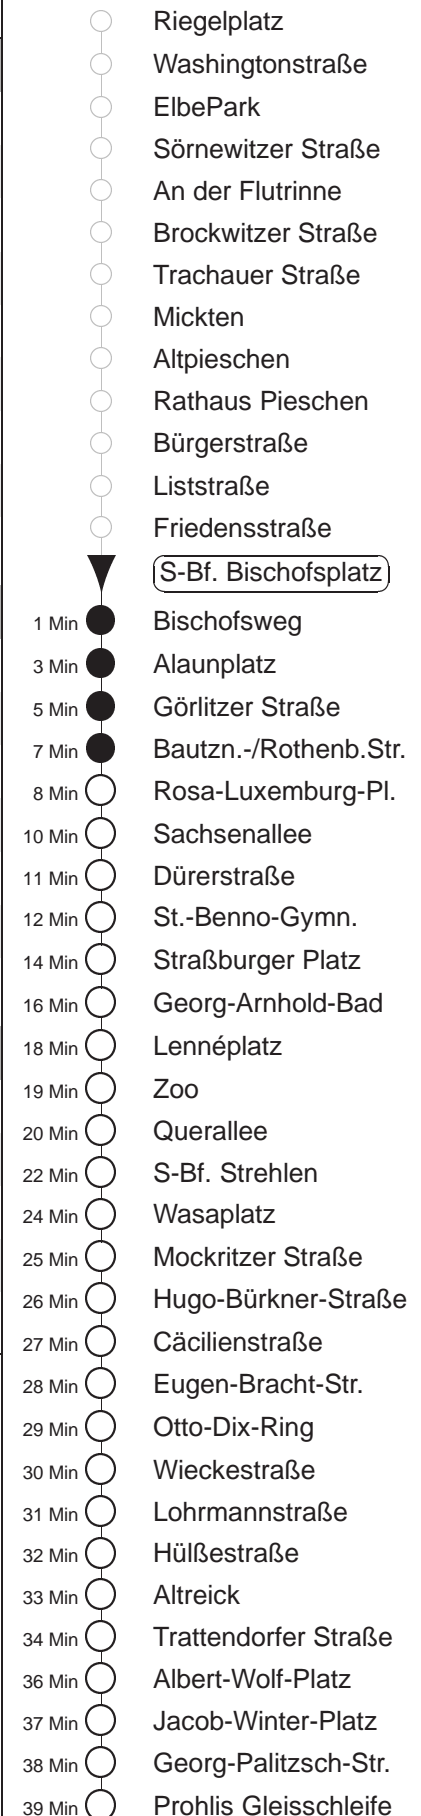 Riegelplatz
Washingtonstraße
ElbePark
Sörnewitzer Straße
An der Flutrinne
Brockwitzer Straße
Trachauer Straße
Mickten
Altpieschen
Rathaus Pieschen
Bürgerstraße
Liststraße
Friedensstraße
S-Bf. Bischofsplatz
1 Min Bischofsweg
3 Min Alaunplatz
5 Min Görlitzer Straße
7 Min Bautzn.-/Rothenb.Str.
8 Min Rosa-Luxemburg-Pl.
10 Min Sachsenallee
11 Min Dürerstraße
12 Min St.-Benno-Gymn.
14 Min Straßburger Platz
16 Min Georg-Arnhold-Bad
18 Min Lennéplatz
19 Min Zoo
20 Min Querallee
22 Min S-Bf. Strehlen
24 Min Wasaplatz
25 Min Mockritzer Straße
26 Min Hugo-Bürkner-Straße
27 Min Cäcilienstraße
28 Min Eugen-Bracht-Str.
29 Min Otto-Dix-Ring
30 Min Wieckestraße
31 Min Lohrmannstraße
32 Min Hülßestraße
33 Min Altreick
34 Min Trattendorfer Straße
36 Min Albert-Wolf-Platz
37 Min Jacob-Winter-Platz
38 Min Georg-Palitzsch-Str.
39 Min Prohlis Gleisschleife